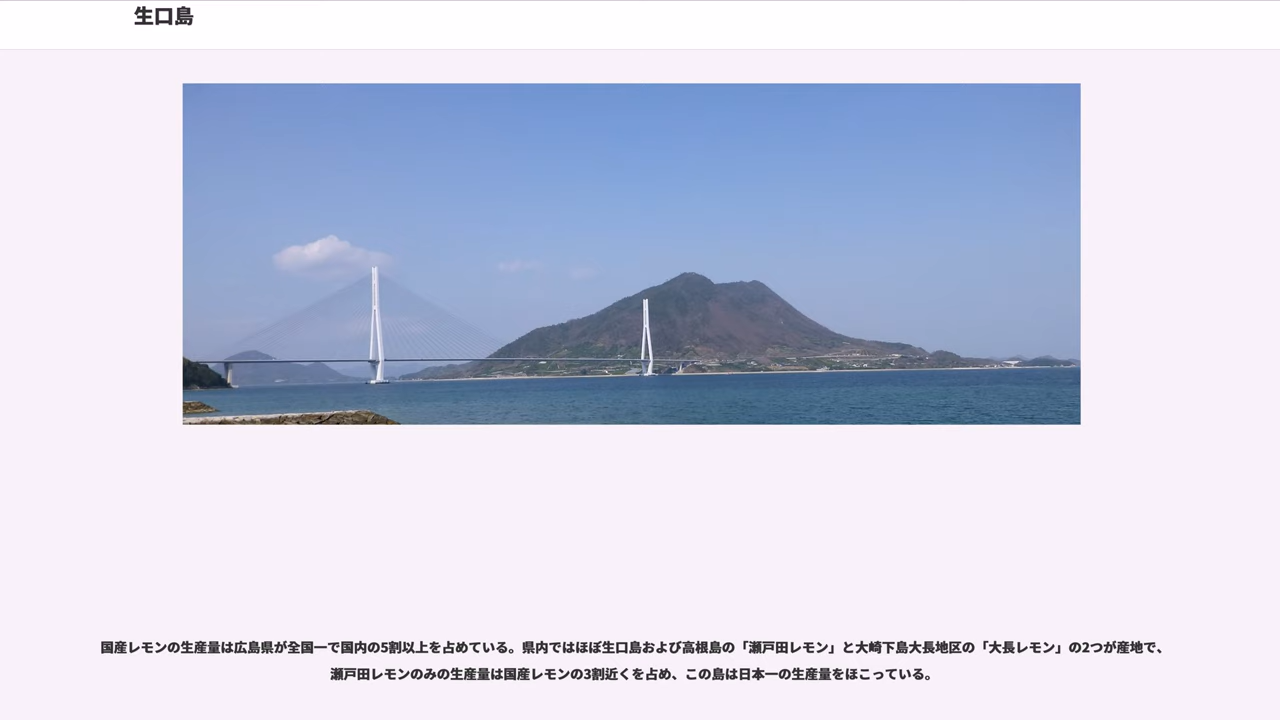 生口島
国産レモンの生産量は広島県が全国一で国内の5割以上を占めている。県内ではほぼ生口島および高根島の「瀬戸田レモン」と大崎下島大長地区の「大長レモン」の2つが産地で、
瀬戸田レモンのみの生産量は国産レモンの3割近くを占め、この島は日本一の生産量をほこっている。